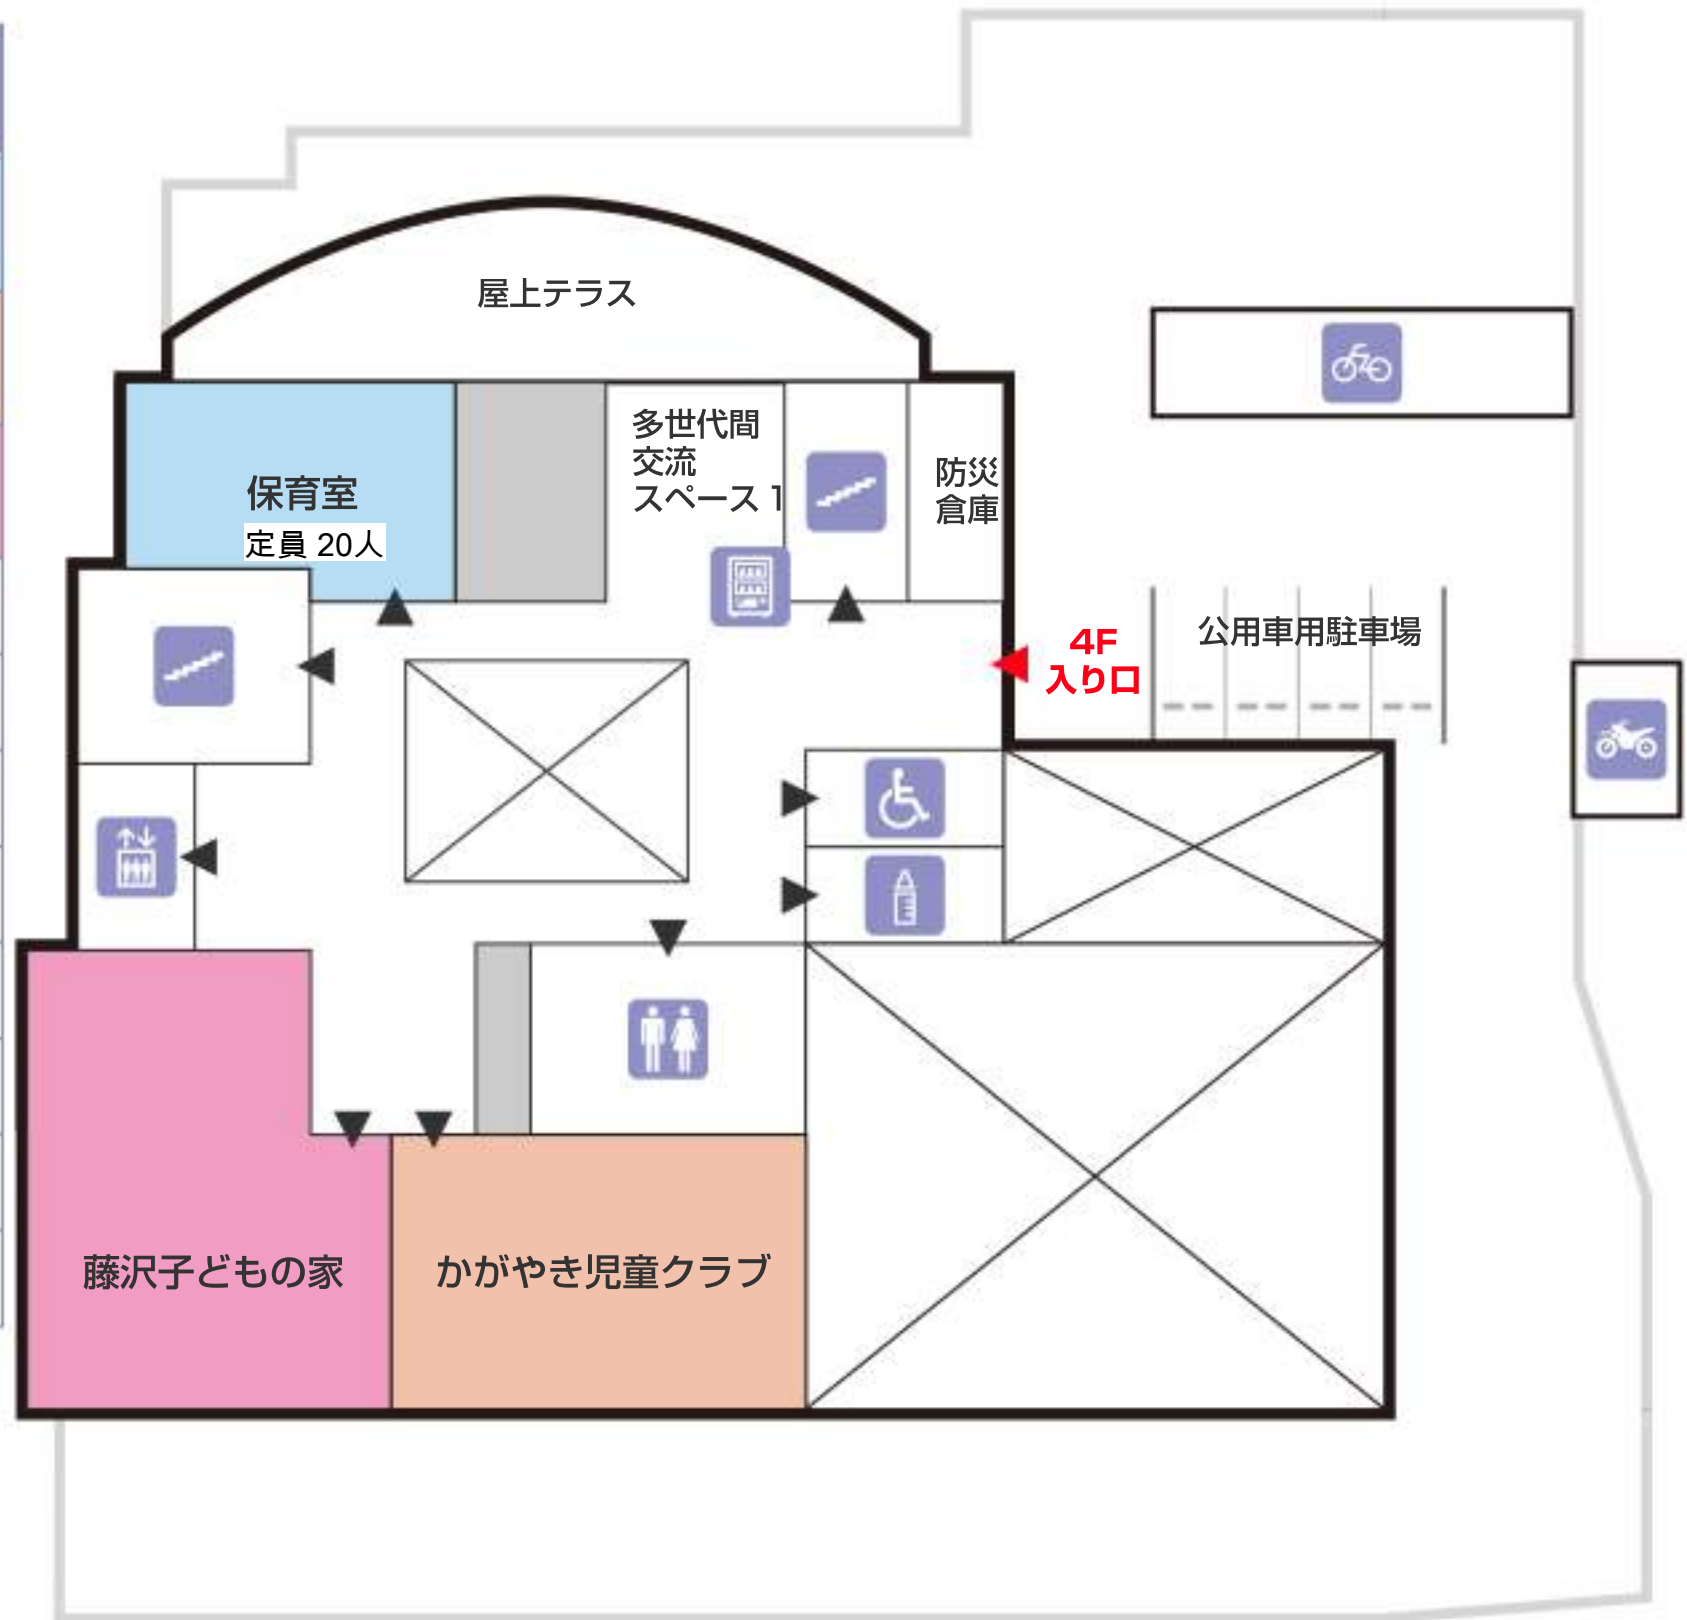 屋上テラス
多世代間
交流
スペース 1
防災
倉庫
保育室
定員 20人
4F
入り口
公用車用駐車場
藤沢子どもの家
かがやき児童クラブ